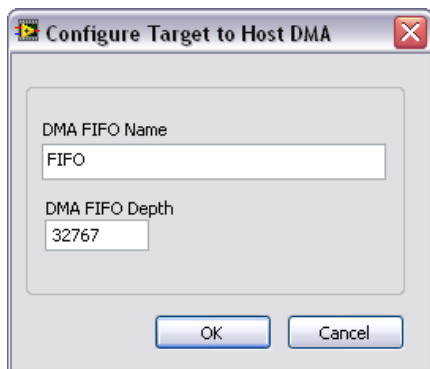 Configure Target to Host DMA
DMA FIFO Name
FIFO
DMA FIFO Depth
32767
OK Cancel